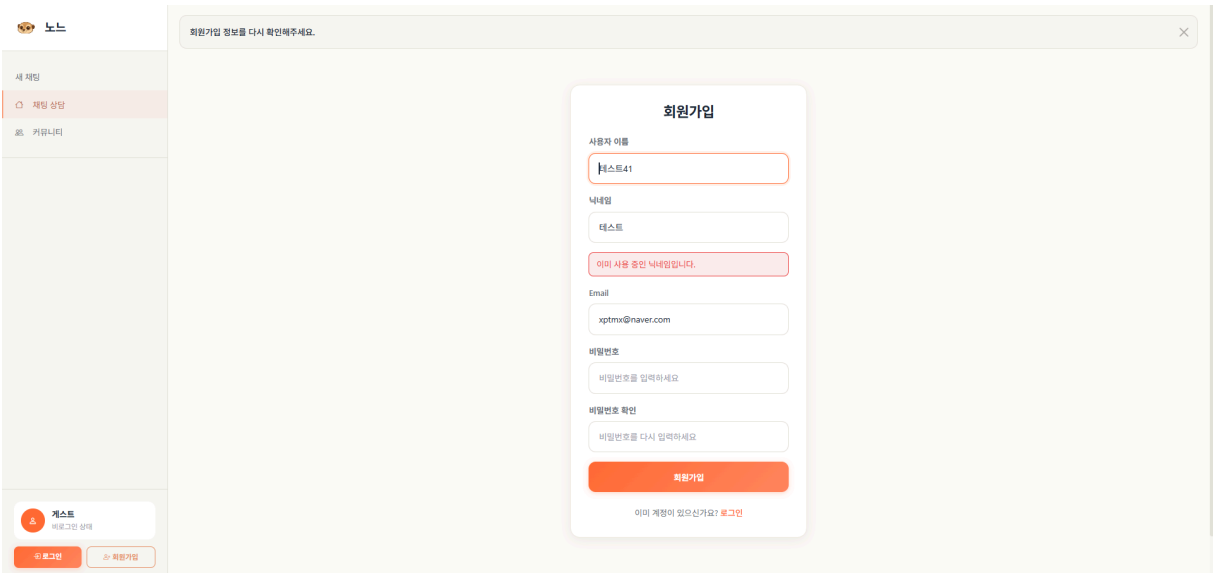 노느
새 채팅
채팅 상담
커뮤니티
게스트
비로그인 상태
로그인
회원가입
회원가입 정보를 다시 확인해주세요.
회원가입
사용자 이름
테스트41
닉네임
테스트
이미 사용 중인 닉네임입니다.
Email
xptmx@naver.com
비밀번호
비밀번호를 입력하세요
비밀번호 확인
비밀번호를 다시 입력하세요
회원가입
이미 계정이 있으신가요? 로그인